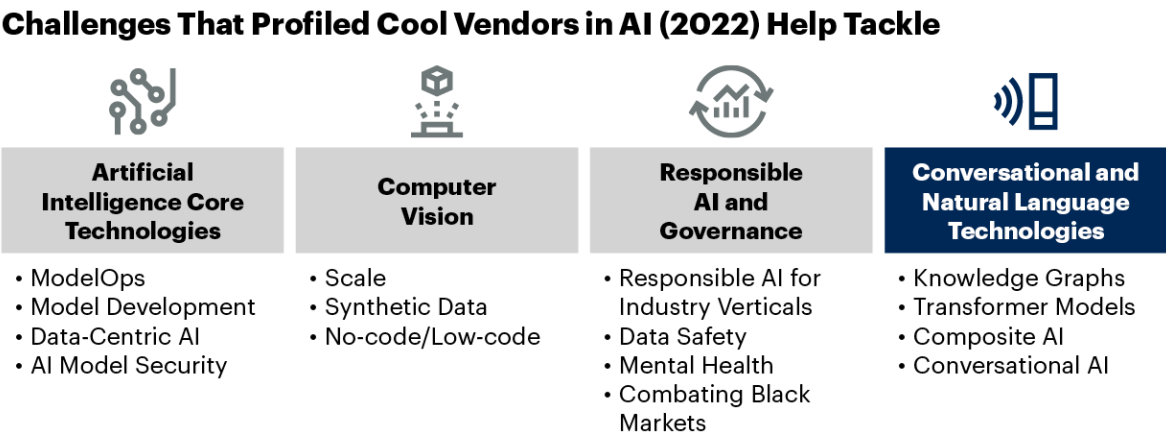 Challenges That Profiled Cool Vendors in AI (2022) Help Tackle
Artificial
Intelligence Core
Technologies
• ModelOps
• Model Development
• Data-Centric AI
• AI Model Security
Computer
Vision
• Scale
• Synthetic Data
• No-code/Low-code
Responsible
AI and
Governance
• Responsible AI for
Industry Verticals
• Data Safety
• Mental Health
• Combating Black
Markets
Conversational and
Natural Language
Technologies
• Knowledge Graphs
• Transformer Models
• Composite AI
• Conversational AI